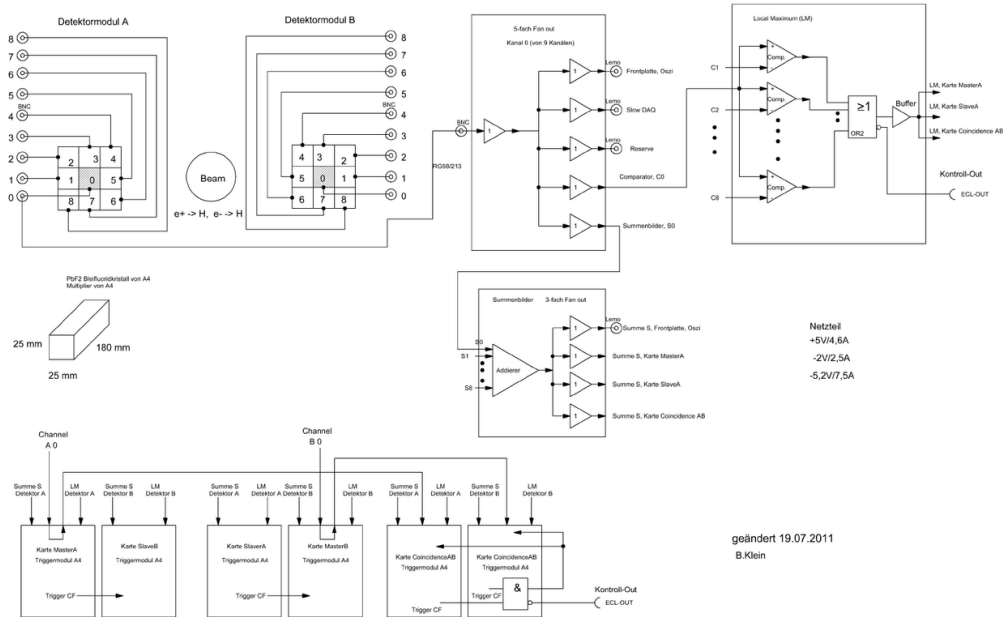 Detektormodul A
8
7
6
5
BNC
4
3
2
1
0
2 3 4
1 0 5
8 7 6
Beam
e+ -> H, e- -> H
Detektormodul B
8
7
6
5
BNC
4
3
2
1
0
4 3 2
5 0 1
6 7 8
RG58/213
BNC
5-fach Fan out
Kanal 0 (von 9 Kanälen)
1
1
Lemo
Frontplatte, Oszi
1
Lemo
Slow DAQ
1
Lemo
Reserve
1
Comparator, C0
1
Summenbilder, S0
Local Maximum (LM)
C1
+
-
Comp.
C2
+
-
Comp.
C8
+
-
Comp.
≥1
OR2
Buffer
LM, Karte MasterA
LM, Karte SlaveA
LM, Karte Coincidence AB
Kontroll-Out
ECL-OUT
PbF2 Bleifluoridkristall von A4
Multiplier von A4
25 mm
180 mm
25 mm
Summenbilder 3-fach Fan out
S0
S1
S8
Addierer
1
Lemo
Summe S, Frontplatte, Oszi
1
Summe S, Karte MasterA
1
Summe S, Karte SlaveA
1
Summe S, Karte Coincidence AB
Netzteil
+5V/4,6A
-2V/2,5A
-5,2V/7,5A
Channel
A 0
Channel
B 0
Summe S
Detektor A
LM
Detektor A
Summe S
Detektor B
LM
Detektor B
Summe S
Detektor A
LM
Detektor A
Summe S
Detektor B
LM
Detektor B
Summe S
Detektor A
LM
Detektor A
Summe S
Detektor B
LM
Detektor B
Karte MasterA
Triggermodul A4
Trigger CF
Karte SlaveB
Triggermodul A4
Karte SlaverA
Triggermodul A4
Trigger CF
Karte MasterB
Triggermodul A4
Karte CoincidenceAB
Triggermodul A4
Trigger CF
Karte CoincidenceAB
Triggermodul A4
Trigger CF
&
Kontroll-Out
ECL-OUT
geändert 19.07.2011
B.Klein